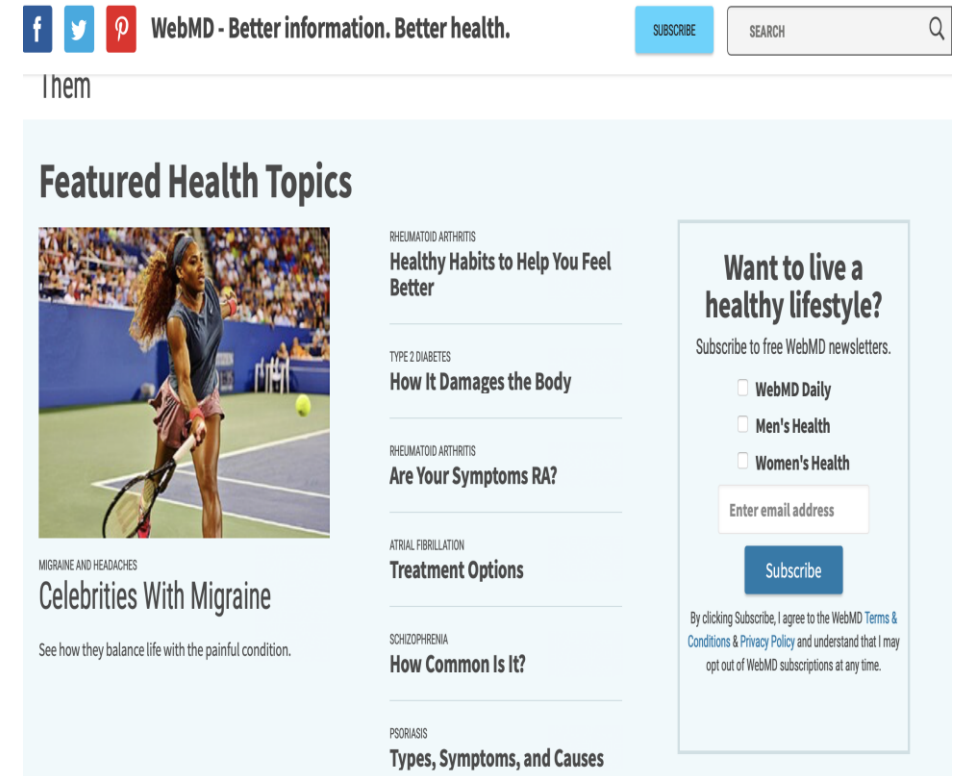 f
WebMD - Better information. Better health.
SUBSCRIBE
SEARCH
Them
Featured Health Topics
MIGRAINE AND HEADACHES
Celebrities With Migraine
See how they balance life with the painful condition.
RHEUMATOID ARTHRITIS
Healthy Habits to Help You Feel
Better
TYPE 2 DIABETES
How It Damages the Body
RHEUMATOID ARTHRITIS
Are Your Symptoms RA?
ATRIAL FIBRILLATION
Treatment Options
SCHIZOPHRENIA
How Common Is It?
PSORIASIS
Types, Symptoms, and Causes
Want to live a
healthy lifestyle?
Subscribe to free WebMD newsletters.
WebMD Daily
Men's Health
Women's Health
Enter email address
Subscribe
By clicking Subscribe, I agree to the WebMD Terms &
Conditions & Privacy Policy and understand that I may
opt out of WebMD subscriptions at any time.